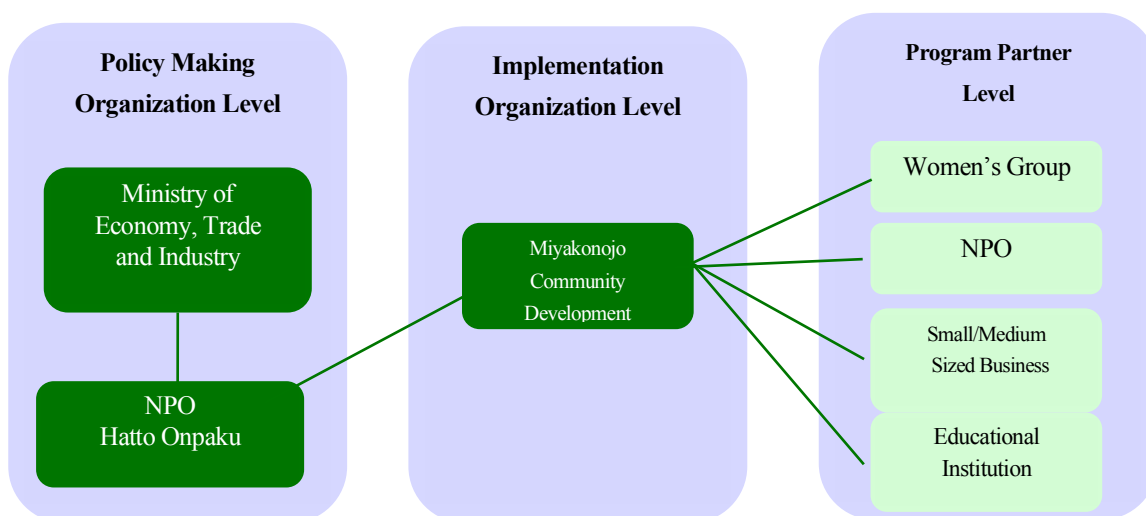 Policy Making
Organization Level
Ministry of
Economy, Trade
and Industry
NPO
Hatto Onpaku
Implementation
Organization Level
Miyakonojo
Community
Development
Program Partner
Level
Women’s Group
NPO
Small/Medium
Sized Business
Educational
Institution